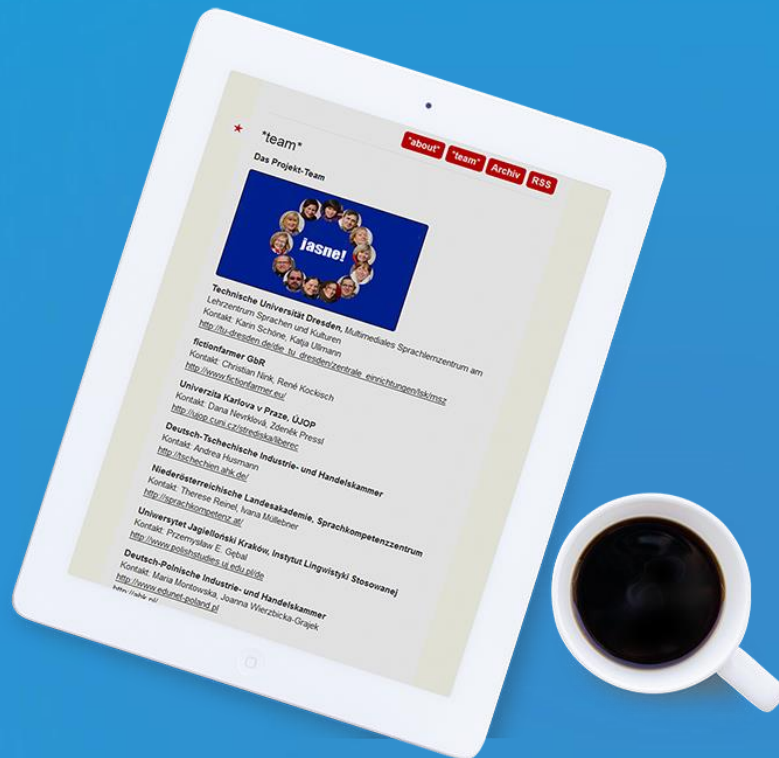 *team*
*about*
*team*
Archiv
RSS
Das Projekt-Team
jasne!
Technische Universität Dresden, Multimediales Sprachlernzentrum am
Lehrzentrum Sprachen und Kulturen
Kontakt: Karin Schöne, Katja Ullmann
http://tu-dresden.de/die_tu_dresden/zentrale_einrichtungen/lsk/msz
fictionfarmer GbR
Kontakt: Christian Nink, René Kockisch
http://www.fictionfarmer.eu/
Univerzita Karlova v Praze, ÚJOP
Kontakt: Dana Nevrklová, Zdeněk Pressl
http://ujop.cuni.cz/strediska/liberec
Deutsch-Tschechische Industrie- und Handelskammer
Kontakt: Andrea Husmann
http://tschechien.ahk.de/
Niederösterreichische Landesakademie, Sprachkompetenzzentrum
Kontakt: Therese Reinel, Ivana Müllebner
http://sprachkompetenz.at/
Uniwersytet Jagielloński Kraków, Instytut Lingwistyki Stosowanej
Kontakt: Przemysław E. Gębal
http://www.polishstudies.uj.edu.pl/de
Deutsch-Polnische Industrie- und Handelskammer
Kontakt: Maria Montowska, Joanna Wierzbicka-Grajek
http://www.edunet-poland.pl
http://ahk.pl/